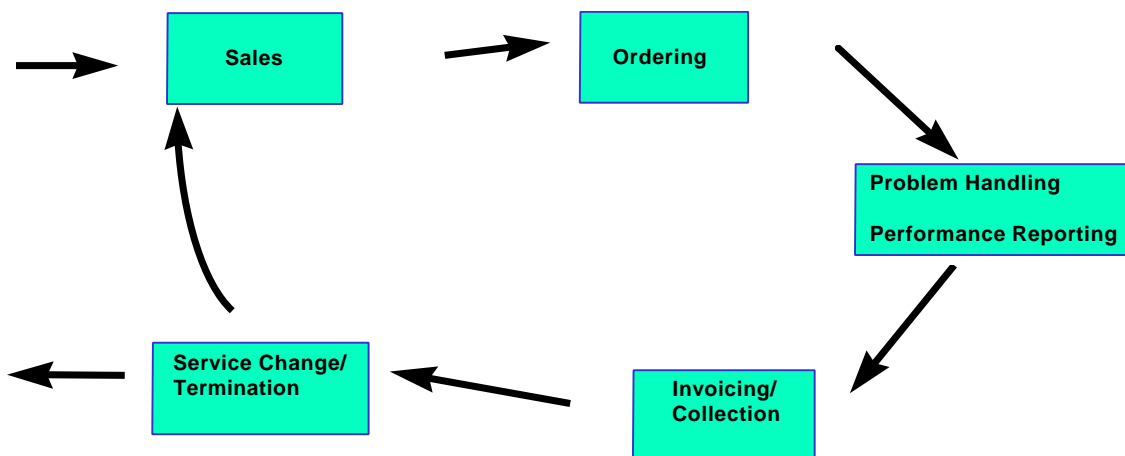 Sales
Ordering
Problem Handling
Performance Reporting
Service Change/
Termination
Invoicing/
Collection